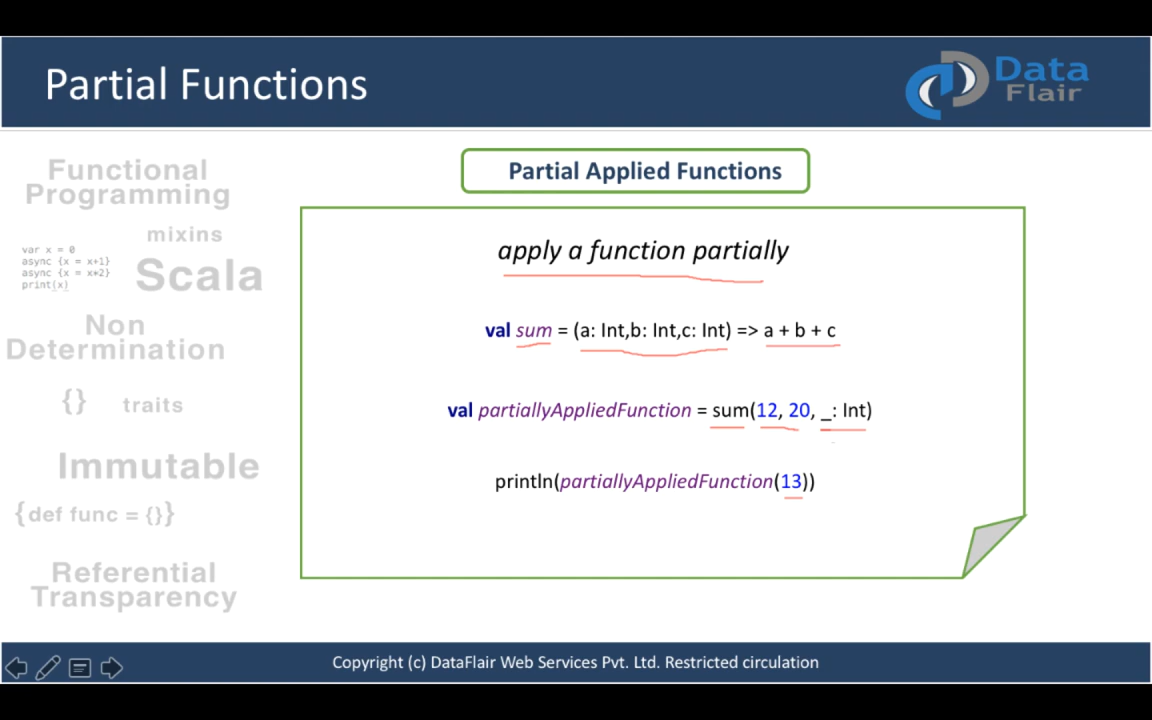 Partial Functions
Data
Flair
Functional
Programming
mixins
var x = 0
async {x = x+1}
async {x = x*2}
print(x)
Scala
Non
Determination
{} traits
Immutable
{def func = {}}
Referential
Transparency
Partial Applied Functions
apply a function partially
val sum = (a: Int,b: Int,c: Int) => a + b + c
val partiallyAppliedFunction = sum(12, 20, _: Int)
println(partiallyAppliedFunction(13))
Copyright (c) DataFlair Web Services Pvt. Ltd. Restricted circulation